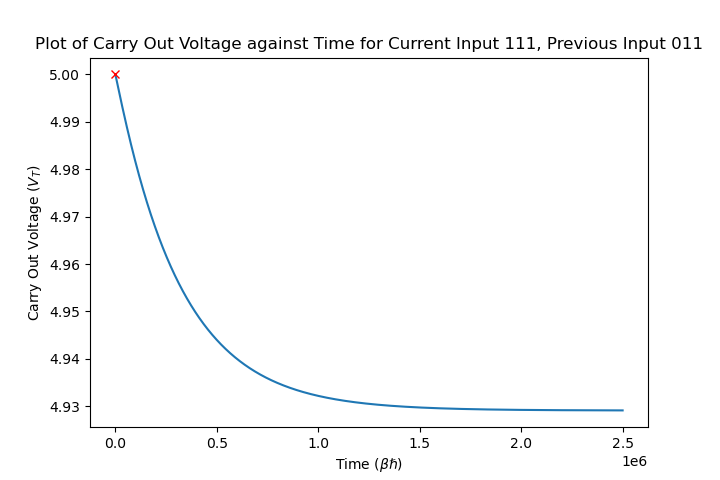 Plot of Carry Out Voltage against Time for Current Input 111, Previous Input 011
5.00
4.99
4.98
4.97
4.96
4.95
4.94
4.93
Carry Out Voltage (V_T)
0.0 0.5 1.0 1.5 2.0 2.5
1e6
Time (βħ)